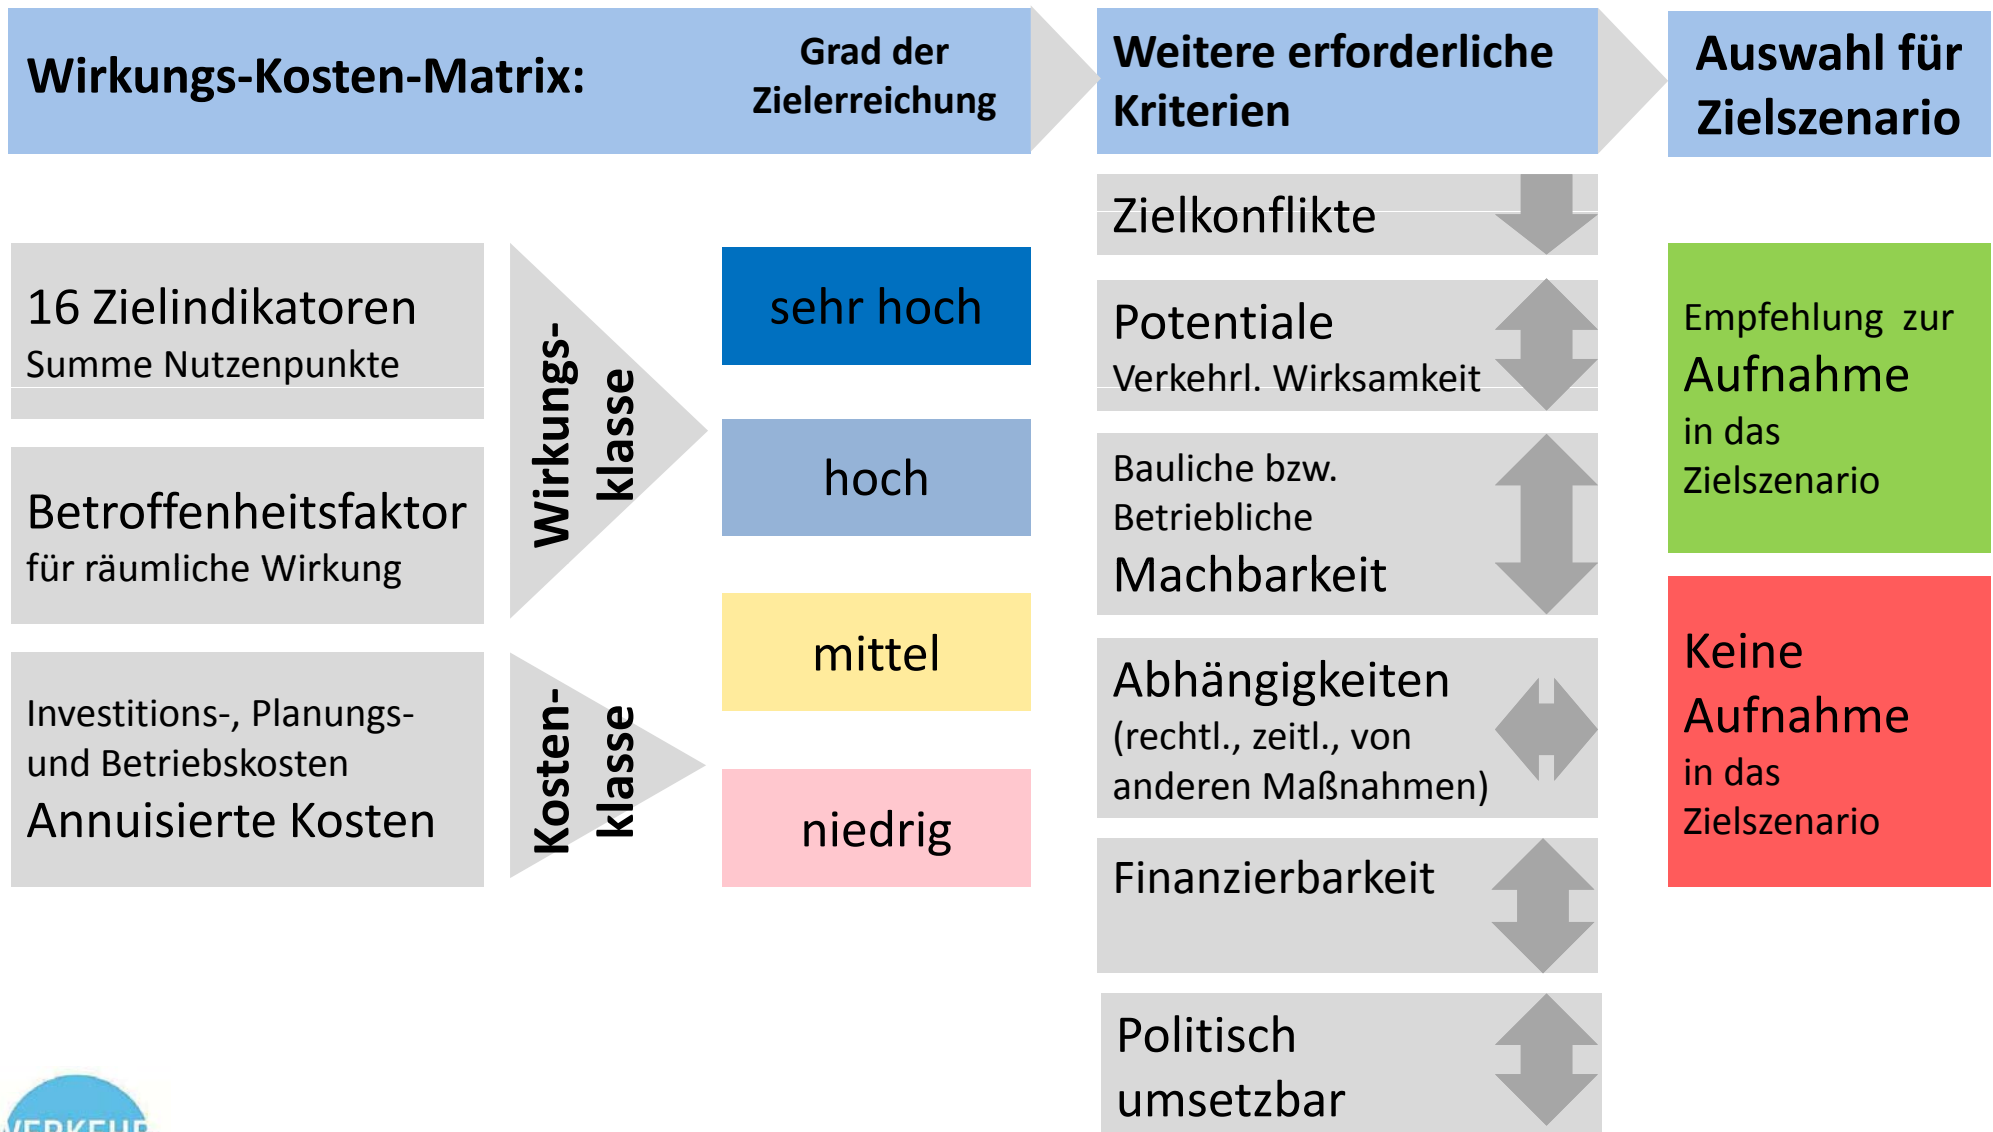 Wirkungs-Kosten-Matrix:
Grad der
Zielerreichung
Weitere erforderliche
Kriterien
Auswahl für
Zielszenario
16 Zielindikatoren
Summe Nutzenpunkte
Betroffenheitsfaktor
für räumliche Wirkung
Investitions-, Planungs-
und Betriebskosten
Annuisierte Kosten
Wirkungs-
klasse
Kosten-
klasse
sehr hoch
hoch
mittel
niedrig
Zielkonflikte
Potentiale
Verkehrl. Wirksamkeit
Bauliche bzw.
Betriebliche
Machbarkeit
Abhängigkeiten
(rechtl., zeitl., von
anderen Maßnahmen)
Finanzierbarkeit
Politisch
umsetzbar
Empfehlung zur
Aufnahme
in das
Zielszenario
Keine
Aufnahme
in das
Zielszenario